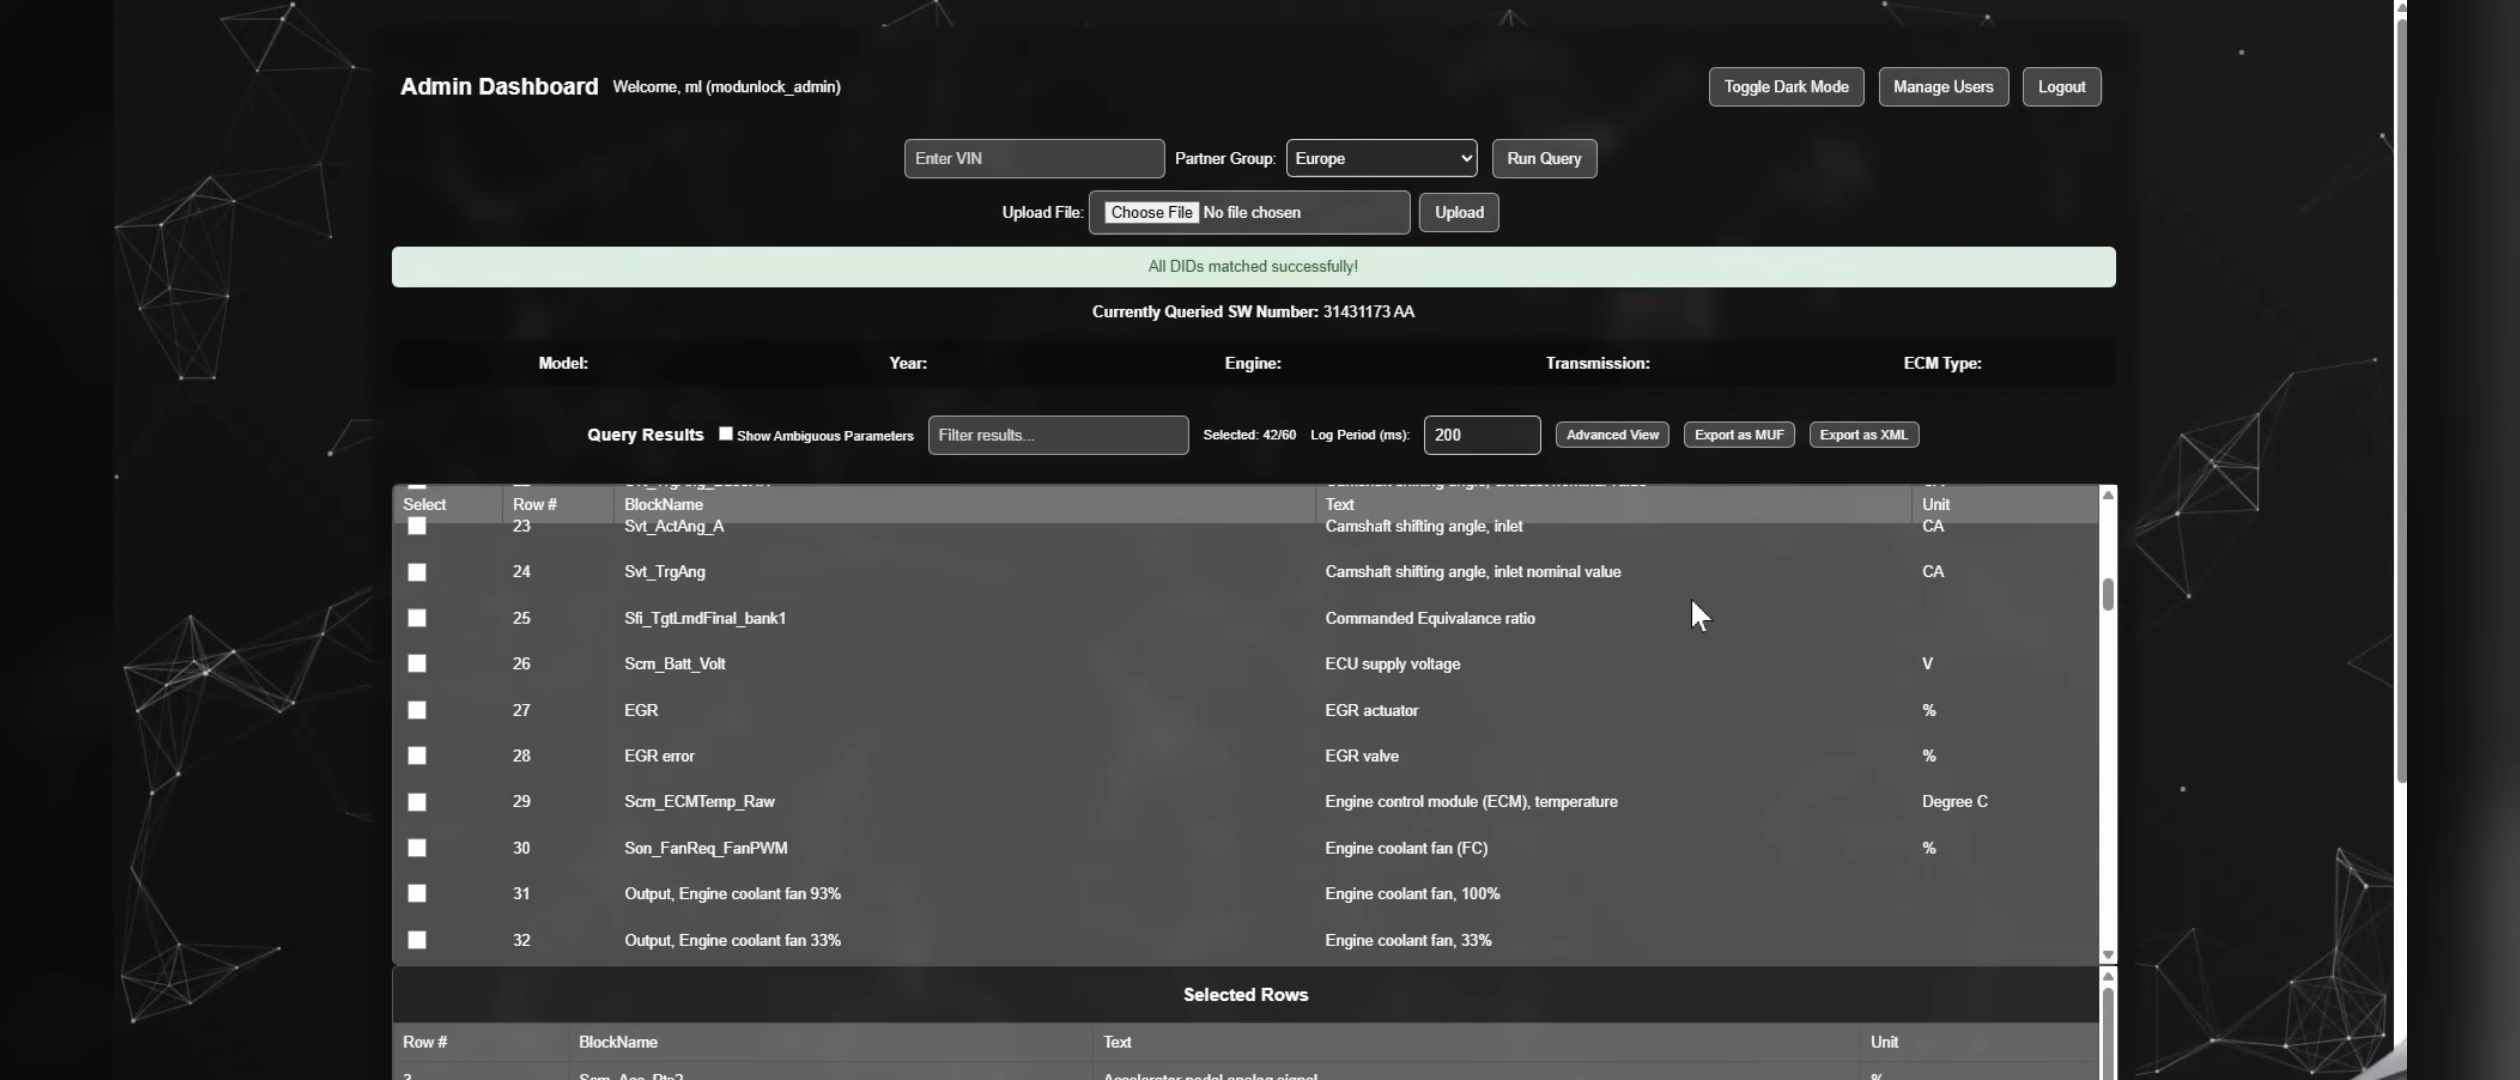 Admin Dashboard Welcome, ml (modunlock_admin) Toggle Dark Mode Manage Users Logout
Enter VIN Partner Group: Europe Run Query
Upload File: Choose File No file chosen Upload
All DIDs matched successfully!
Currently Queried SW Number: 31431173 AA
Model: Year: Engine: Transmission: ECM Type:
Query Results Show Ambiguous Parameters Filter results... Selected: 42/60 Log Period (ms): 200 Advanced View Export as MUF Export as XML
Select Row # BlockName Text Unit
23 Svt_ActAng_A Camshaft shifting angle, inlet CA
24 Svt_TrgAng Camshaft shifting angle, inlet nominal value CA
25 Sfi_TgtLmdFinal_bank1 Commanded Equivalance ratio
26 Scm_Batt_Volt ECU supply voltage V
27 EGR EGR actuator %
28 EGR error EGR valve %
29 Scm_ECMTemp_Raw Engine control module (ECM), temperature Degree C
30 Son_FanReq_FanPWM Engine coolant fan (FC) %
31 Output, Engine coolant fan 93% Engine coolant fan, 100%
32 Output, Engine coolant fan 33% Engine coolant fan, 33%
Selected Rows
Row # BlockName Text Unit
Accelerator pedal analog signal